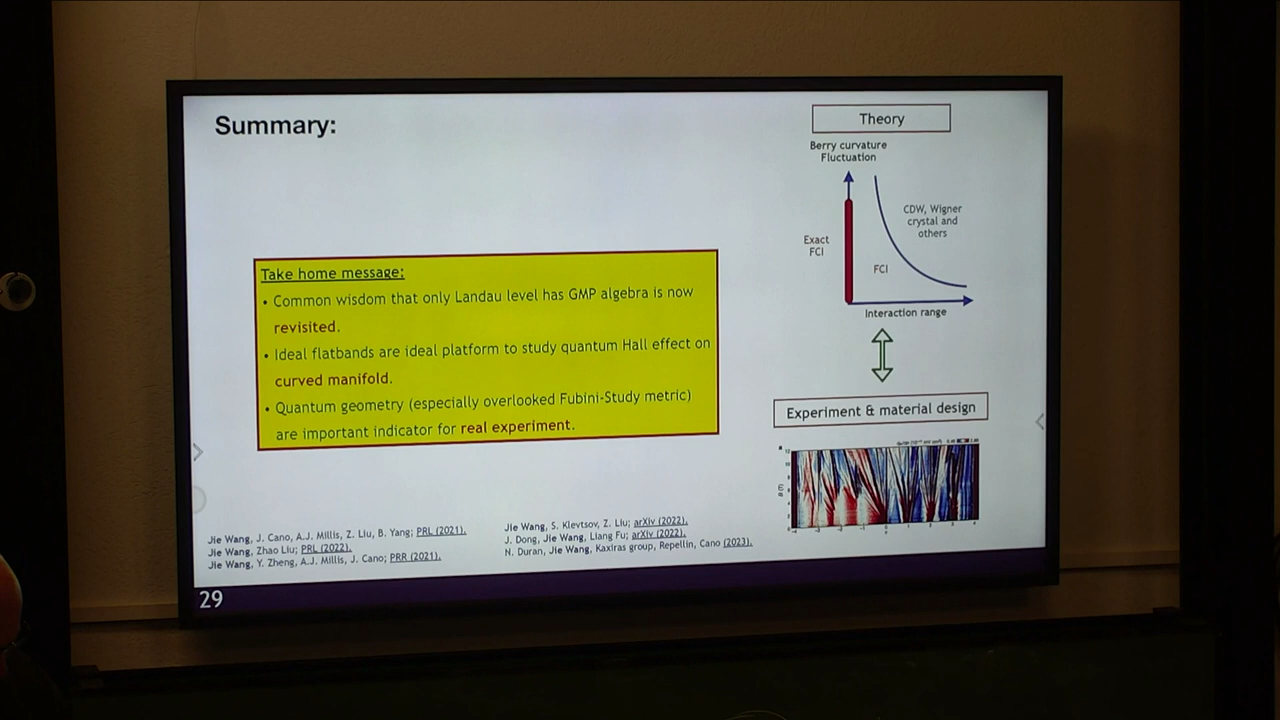 Summary:
Take home message:
• Common wisdom that only Landau level has GMP algebra is now
revisited.
• Ideal flatbands are ideal platform to study quantum Hall effect on
curved manifold.
• Quantum geometry (especially overlooked Fubini-Study metric)
are important indicator for real experiment.
Theory
Berry curvature
Fluctuation
CDW, Wigner
crystal and
others
Exact
FCI
FCI
Interaction range
Experiment & material design
Jie Wang, J. Cano, A.J. Millis, Z. Liu, B. Yang; PRL (2021).
Jie Wang, Zhao Liu; PRL (2022).
Jie Wang, Y. Zheng, A.J. Millis, J. Cano; PRR (2021).
Jie Wang, S. Klevtsov, Z. Liu; arXiv (2022).
J. Dong, Jie Wang, Liang Fu; arXiv (2022).
N. Duran, Jie Wang, Kaxiras group, Repellin, Cano (2023).
29